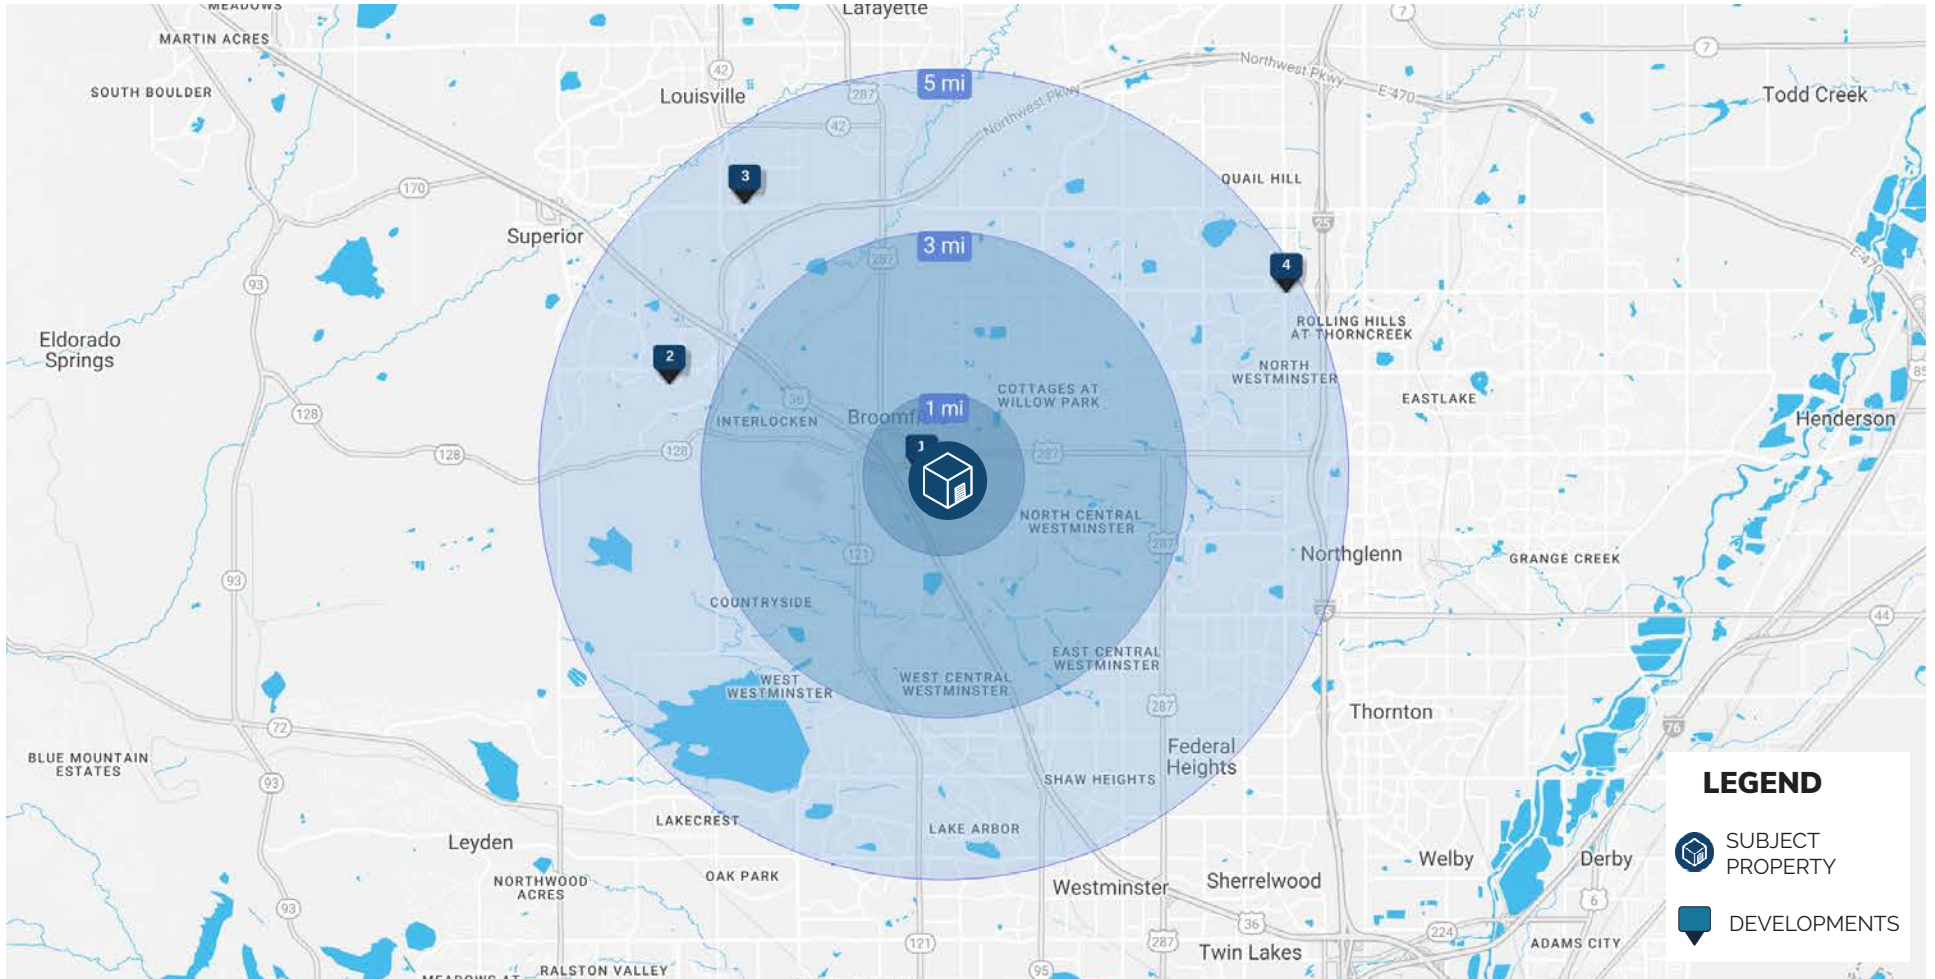 MEADOWS
Lafayette
7
MARTIN ACRES
7
42
Northwest Pkwy
5 mi
SOUTH BOULDER
Louisville
287
E-470
Todd Creek
Northwest Pkwy
42
3
QUAIL HILL
170
25
Superior
3 mi
287
4
E-470
93
ROLLING HILLS
AT THORNCREEK
Eldorado
Springs
2
NORTH
WESTMINSTER
85
36
COTTAGES AT
WILLOW PARK
EASTLAKE
128
INTERLOCKEN
1 mi
Henderson
128
128
1
287
NORTH CENTRAL
WESTMINSTER
121
287
Northglenn
GRANGE CREEK
93
COUNTRYSIDE
25
44
EAST CENTRAL
WESTMINSTER
WEST
WESTMINSTER
WEST CENTRAL
WESTMINSTER
287
Thornton
72
76
BLUE MOUNTAIN
ESTATES
Federal
Heights
93
SHAW HEIGHTS
LEGEND
LAKECREST
LAKE ARBOR
SUBJECT
PROPERTY
Leyden
Welby
Derby
NORTHWOOD
ACRES
OAK PARK
Westminster
Sherrelwood
6
93
36
DEVELOPMENTS
224
121
287
Twin Lakes
ADAMS CITY
RALSTON VALLEY
95
MEADOWS AT